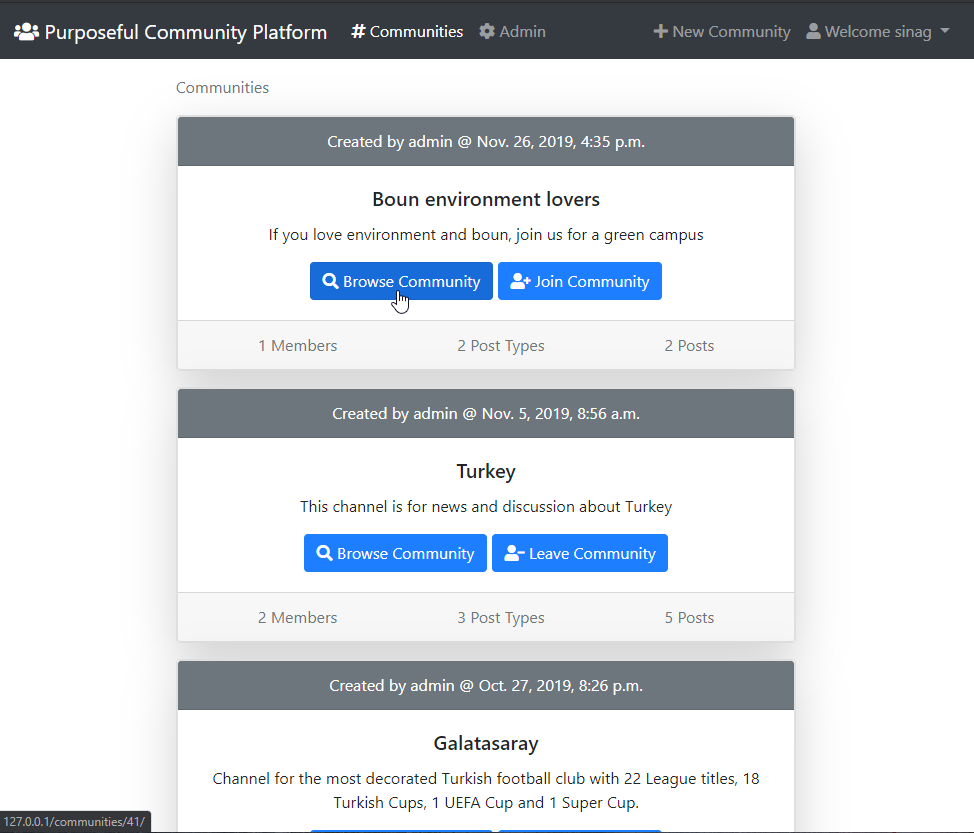 Purposeful Community Platform # Communities Admin + New Community Welcome sinag
Communities
Created by admin @ Nov. 26, 2019, 4:35 p.m.
Boun environment lovers
If you love environment and boun, join us for a green campus
Browse Community Join Community
1 Members 2 Post Types 2 Posts
Created by admin @ Nov. 5, 2019, 8:56 a.m.
Turkey
This channel is for news and discussion about Turkey
Browse Community Leave Community
2 Members 3 Post Types 5 Posts
Created by admin @ Oct. 27, 2019, 8:26 p.m.
Galatasaray
Channel for the most decorated Turkish football club with 22 League titles, 18
Turkish Cups, 1 UEFA Cup and 1 Super Cup.
127.0.0.1/communities/41/